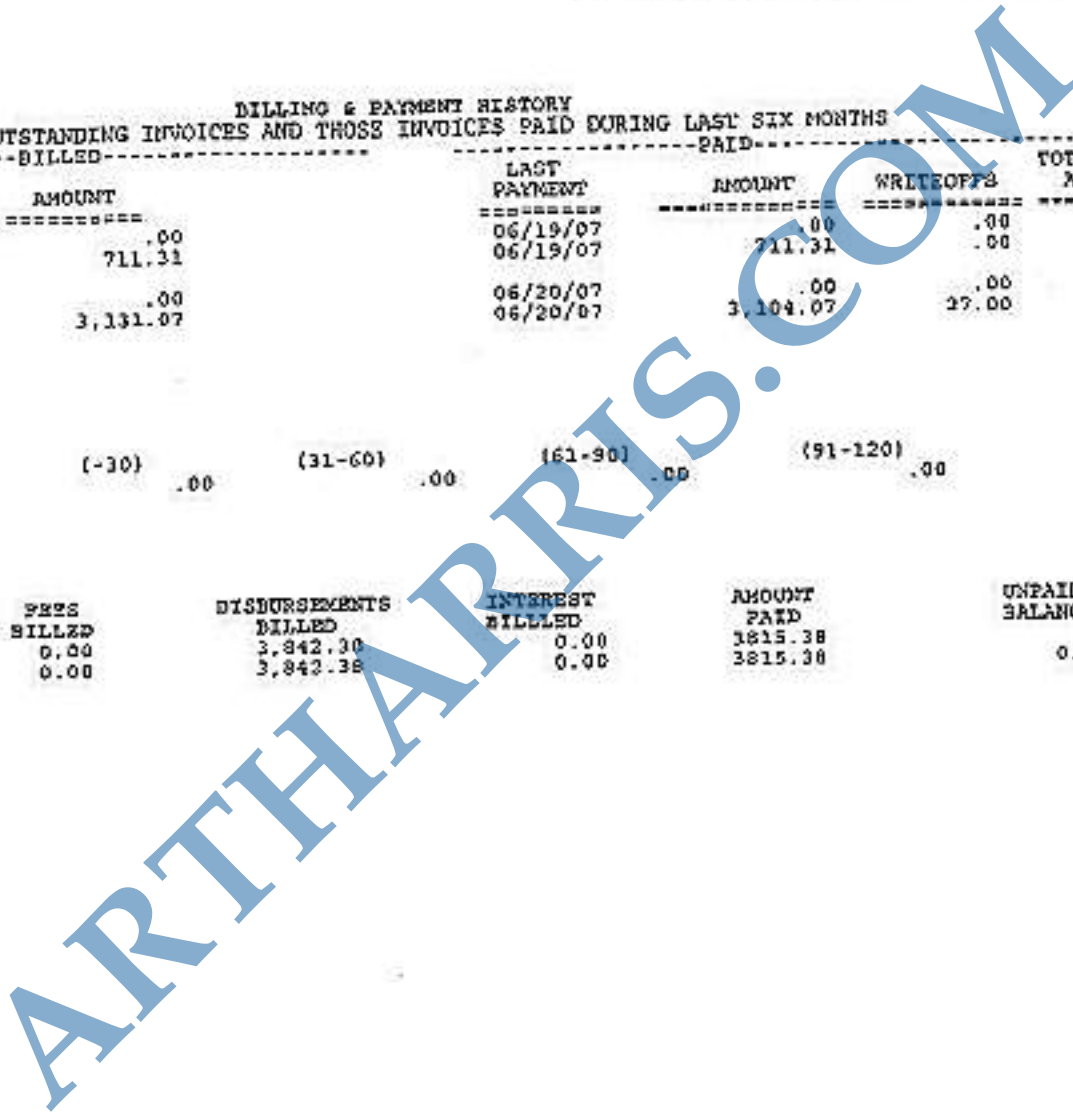 BILLING & PAYMENT HISTORY
OUTSTANDING INVOICES AND THOSE INVOICES PAID DURING LAST SIX MONTHS
--BILLED-------------------- --------------------PAID--------------------
LAST TOT
AMOUNT PAYMENT AMOUNT WRITEOFFS A
========== ========= ============ ============
.00 06/19/07 .00 .00
711.31 06/19/07 711.31 .00
.00 06/20/07 .00 .00
3,131.07 06/20/07 3,104.07 27.00
(-30) (31-60) (61-90) (91-120)
.00 .00 .00 .00
FEES DISBURSEMENTS INTEREST AMOUNT UNPAID
BILLED BILLED BILLLED PAID BALANC
0.00 3,842.38 0.00 3815.38
0.00 3,842.38 0.00 3815.38 0.
ARTHARRIS.COM